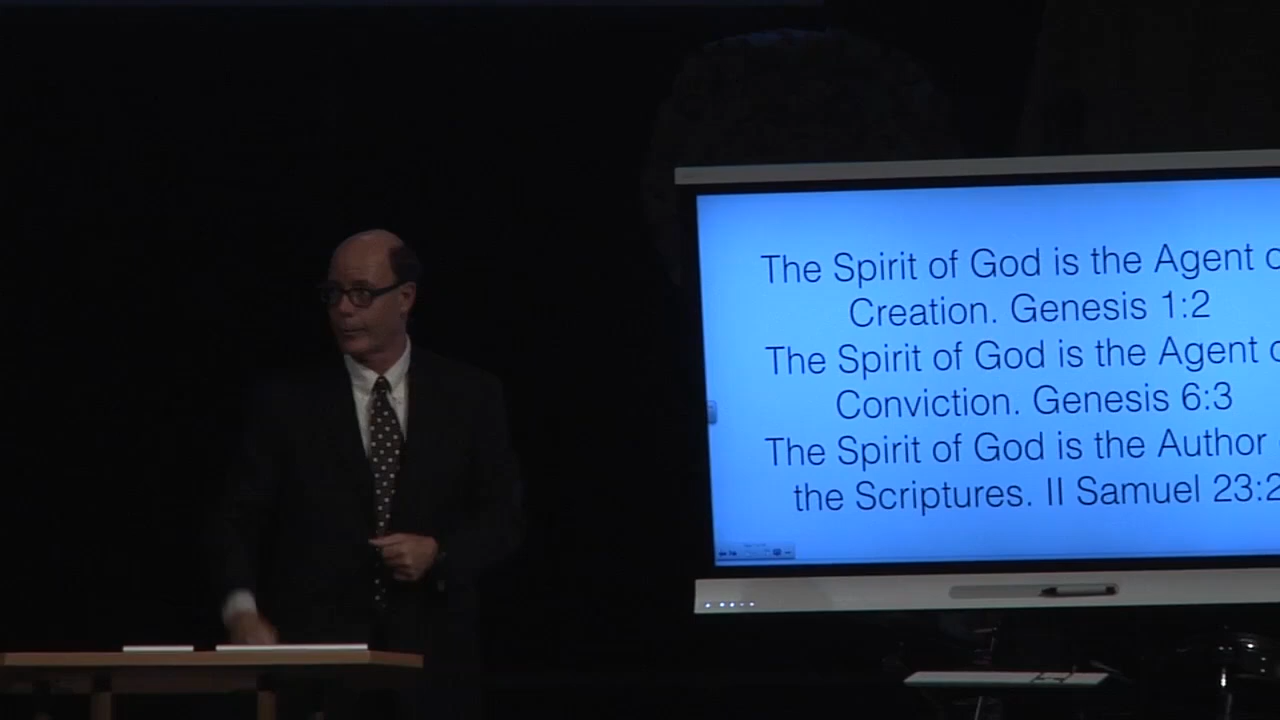 The Spirit of God is the Agent
Creation. Genesis 1:2
The Spirit of God is the Agent
Conviction. Genesis 6:3
The Spirit of God is the Author
the Scriptures. II Samuel 23:2